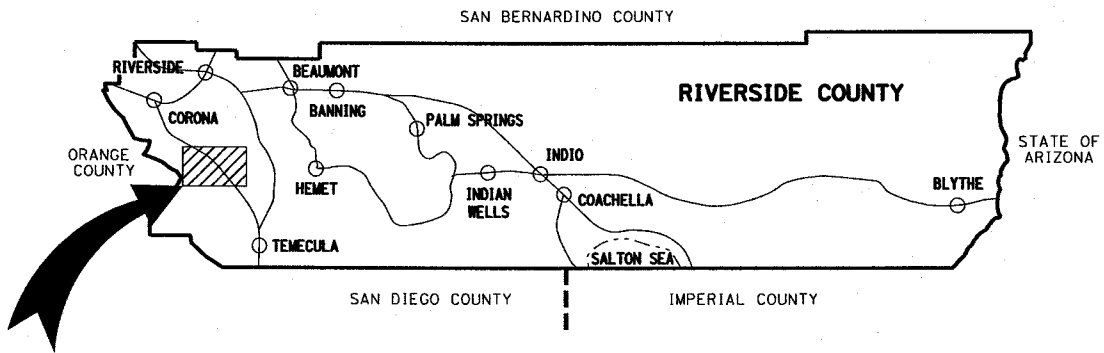 SAN BERNARDINO COUNTY
RIVERSIDE
BEAUMONT
RIVERSIDE COUNTY
BANNING
CORONA
PALM SPRINGS
STATE OF
ARIZONA
ORANGE
COUNTY
INDIO
HEMET
BLYTHE
INDIAN
WELLS
COACHELLA
TEMECULA
SALTON SEA
SAN DIEGO COUNTY
IMPERIAL COUNTY